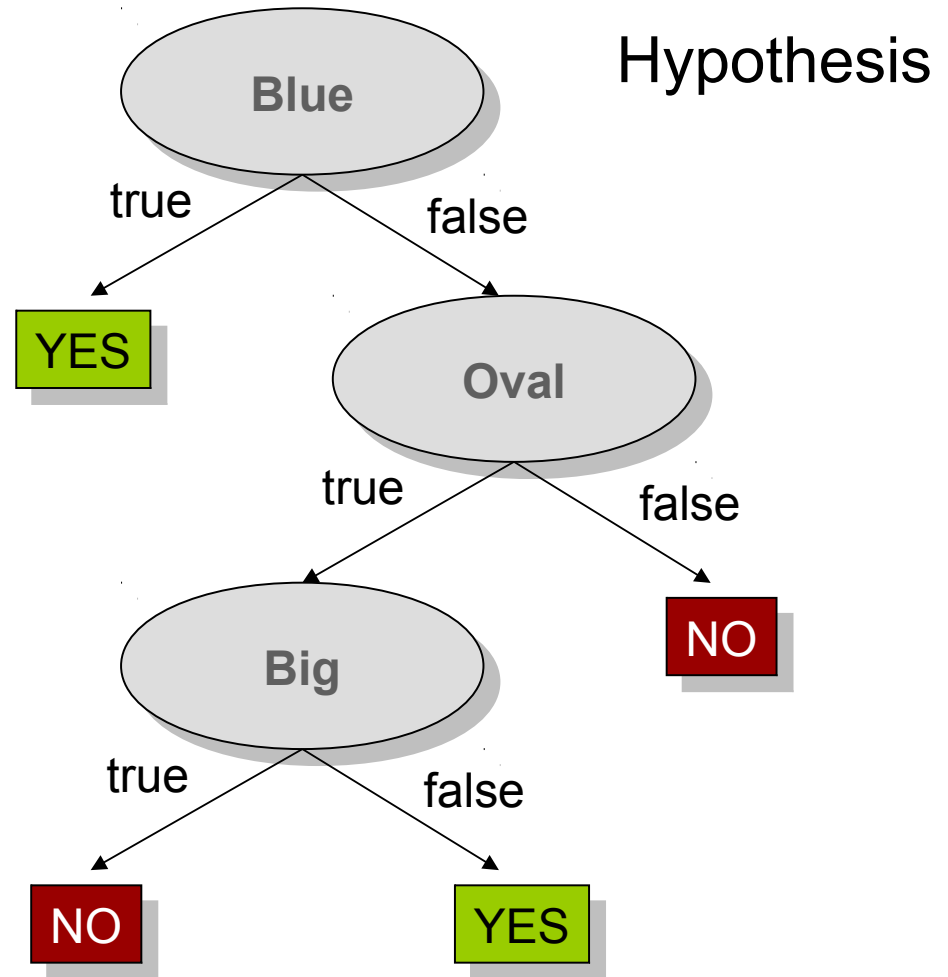 Hypothesis
Blue
true
false
YES
Oval
true
false
Big
NO
true
false
NO
YES